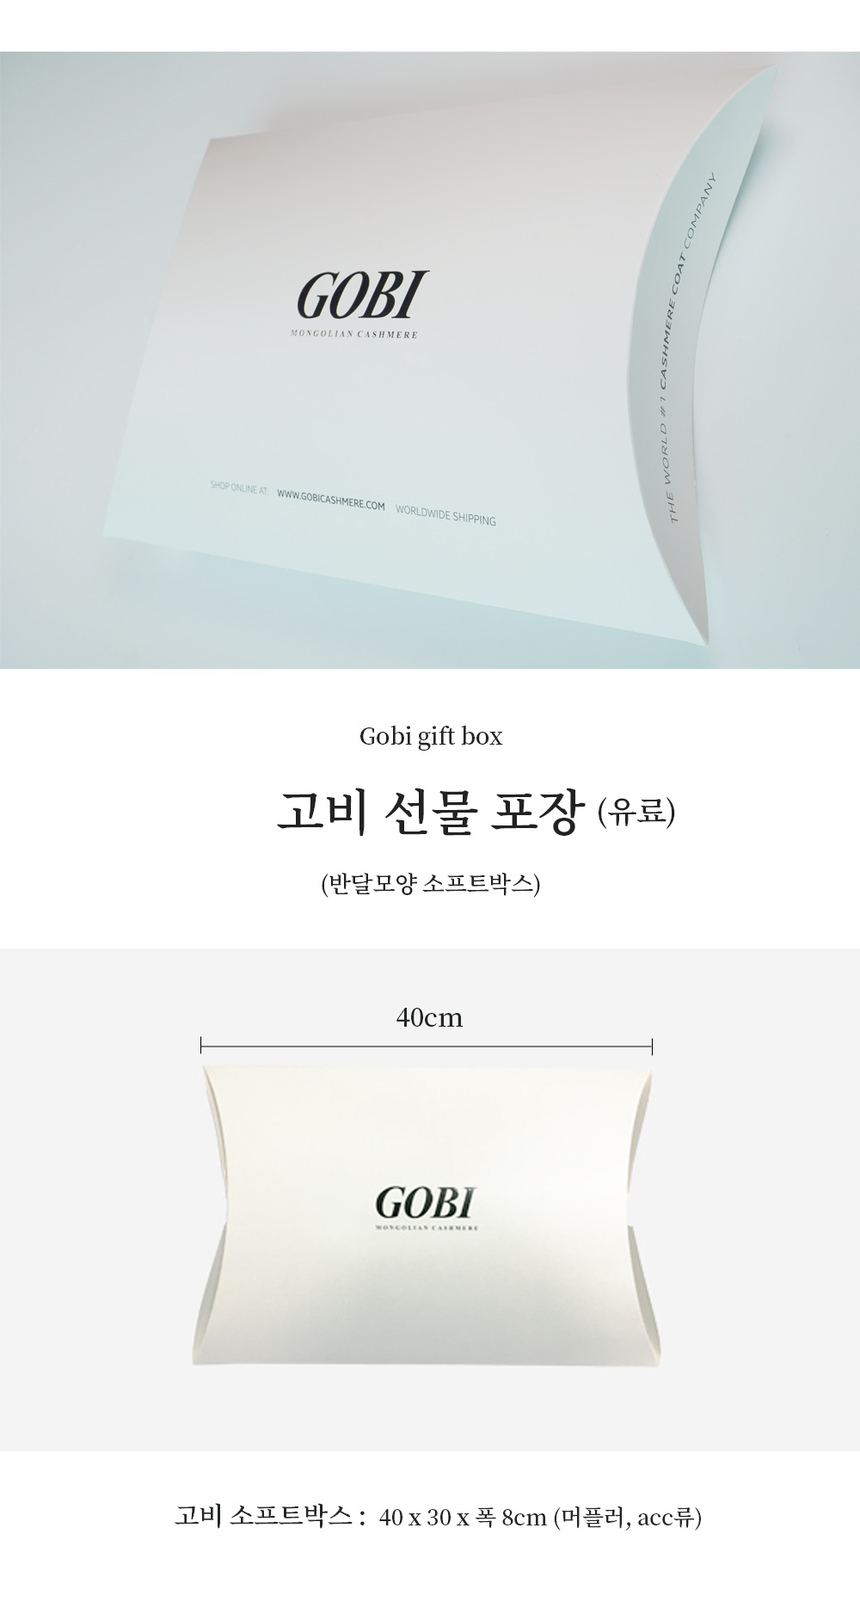 GOBI
MONGOLIAN CASHMERE
SHOP ONLINE AT: WWW.GOBICASHMERE.COM WORLDWIDE SHIPPING
THE WORLD #1 CASHMERE COAT COMPANY
Gobi gift box
고비 선물 포장 (유료)
(반달모양 소프트박스)
40cm
GOBI
MONGOLIAN CASHMERE
고비 소프트박스 : 40 x 30 x 폭 8cm (머플러, acc류)